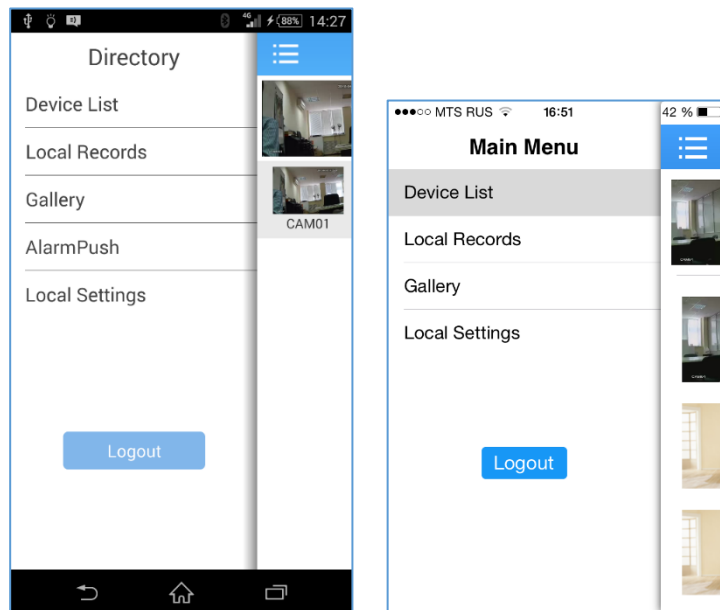 4G 88% 14:27
Directory
Device List
Local Records
Gallery
AlarmPush
Local Settings
Logout
CAM01
MTS RUS 16:51 42 %
Main Menu
Device List
Local Records
Gallery
Local Settings
Logout